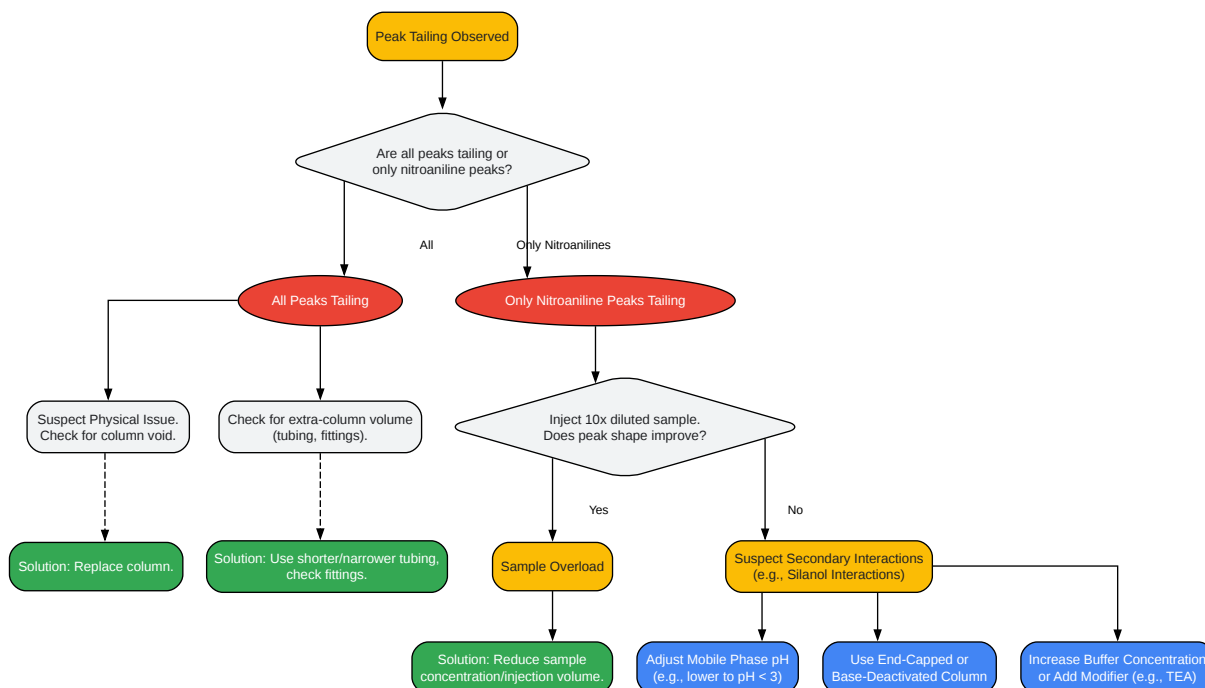 Peak Tailing Observed
Are all peaks tailing or
only nitroaniline peaks?
All
Only Nitroanilines
All Peaks Tailing
Only Nitroaniline Peaks Tailing
Suspect Physical Issue.
Check for column void.
Check for extra-column volume
(tubing, fittings).
Inject 10x diluted sample.
Does peak shape improve?
Yes
No
Solution: Replace column.
Solution: Use shorter/narrower tubing,
check fittings.
Sample Overload
Suspect Secondary Interactions
(e.g., Silanol Interactions)
Solution: Reduce sample
concentration/injection volume.
Adjust Mobile Phase pH
(e.g., lower to pH < 3)
Use End-Capped or
Base-Deactivated Column
Increase Buffer Concentration
or Add Modifier (e.g., TEA)